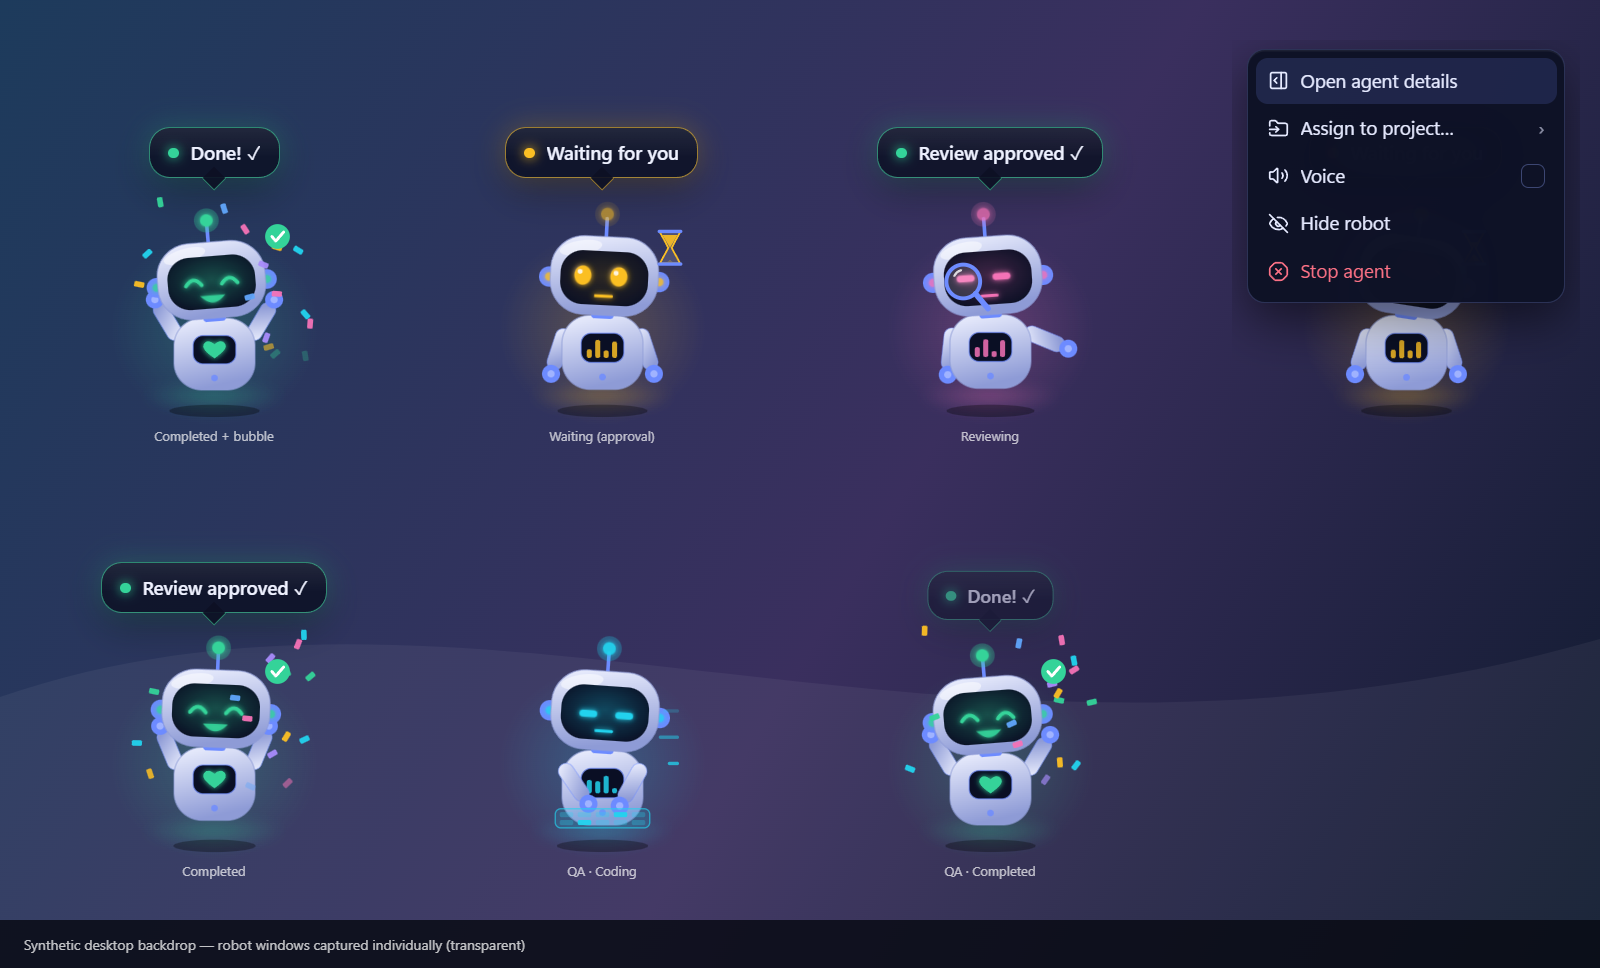 Done! ✓
Waiting for you
Review approved ✓
Open agent details
Assign to project...
Voice
Hide robot
Stop agent
Completed + bubble
Waiting (approval)
Reviewing
Review approved ✓
Done! ✓
Completed
QA · Coding
QA · Completed
Synthetic desktop backdrop — robot windows captured individually (transparent)